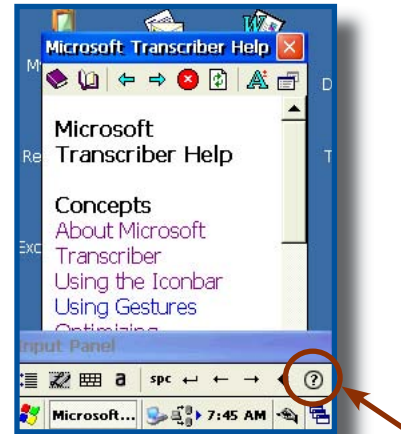 Microsoft Transcriber Help
Microsoft
Transcriber Help
Concepts
About Microsoft
Transcriber
Using the Iconbar
Using Gestures
Optimizing
Input Panel
a spc
?
Microsoft... 7:45 AM